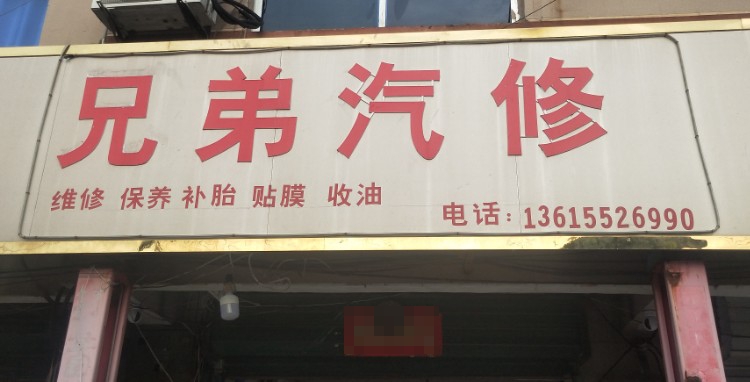 兄弟汽修
维修 保养 补胎 贴膜 收油
电话：13615526990